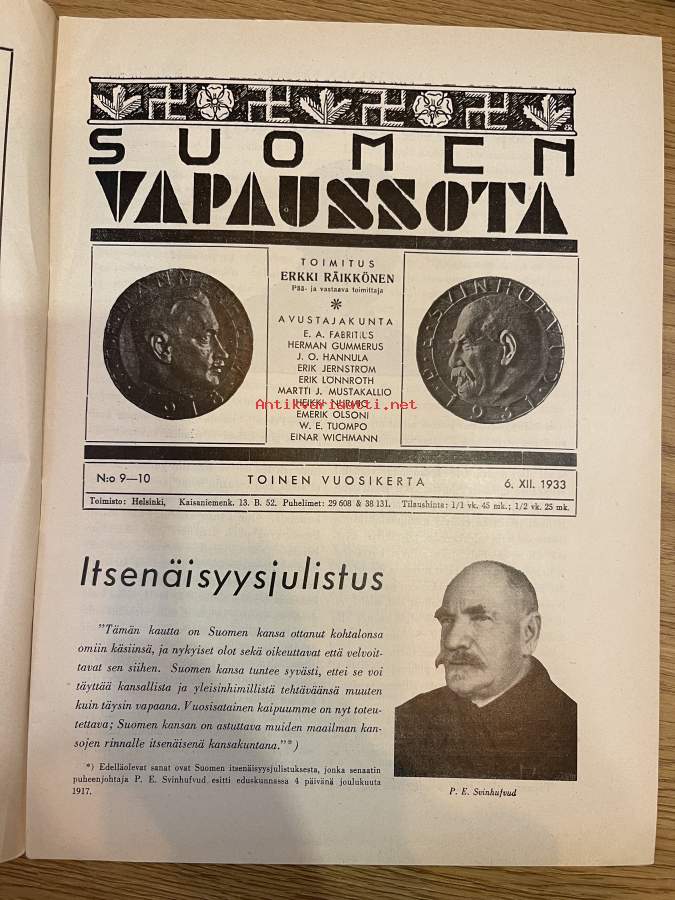 SUOMEN
VAPAUSSOTA
TOIMITUS
ERKKI RÄIKKÖNEN
Pää- ja vastaava toimittaja
AVUSTAJAKUNTA
E. A. FABRITIUS
HERMAN GUMMERUS
J. O. HANNULA
ERIK JERNSTRÖM
ERIK LÖNNROTH
MARTTI J. MUSTAKALLIO
HEIKKI NURMIO
Antikvariaatti.net
EMERIK OLSONI
W. E. TUOMPO
EINAR WICHMANN
MANNERHEIM
1918
P.E. SVINHUFVUD
1931
N:o 9—10 TOINEN VUOSIKERTA 6. XII. 1933
Toimisto: Helsinki, Kaisaniemenk. 13. B. 52. Puhelimet: 29 608 & 38 131. Tilaushinta: 1/1 vk. 45 mk.; 1/2 vk. 25 mk.
Itsenäisyysjulistus
"Tämän kautta on Suomen kansa ottanut kohtalonsa
omiin käsiinsä, ja nykyiset olot sekä oikeuttavat että velvoit-
tavat sen siihen. Suomen kansa tuntee syvästi, ettei se voi
täyttää kansallista ja yleisinhimillistä tehtäväänsä muuten
kuin täysin vapaana. Vuosisatainen kaipuumme on nyt toteu-
tettava; Suomen kansan on astuttava muiden maailman kan-
sojen rinnalle itsenäisenä kansakuntana."*)
*) Edelläolevat sanat ovat Suomen itsenäisyysjulistuksesta, jonka senaatin
puheenjohtaja P. E. Svinhufvud esitti eduskunnassa 4 päivänä joulukuuta
1917.
P. E. Svinhufvud